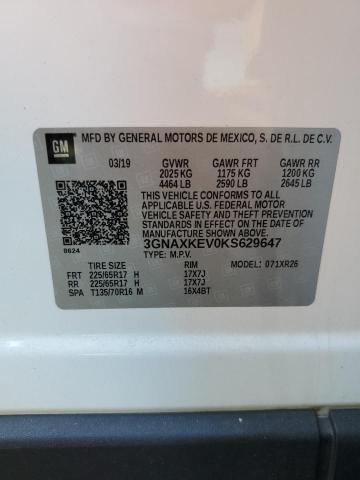 GM
MFD BY GENERAL MOTORS DE MEXICO, S. DE R.L. DE C.V.
03/19 GVWR GAWR FRT GAWR RR
2025 KG 1175 KG 1200 KG
4464 LB 2590 LB 2645 LB
THIS VEHICLE CONFORMS TO ALL
APPLICABLE U.S. FEDERAL MOTOR
VEHICLE SAFETY AND THEFT PREVENTION
STANDARDS IN EFFECT ON THE DATE
OF MANUFACTURE SHOWN ABOVE.
3GNAXKEV0KS629647
0624
TYPE: M.P.V. MODEL: 071XR26
TIRE SIZE RIM
FRT 225/65R17 H 17X7J
RR 225/65R17 H 17X7J
SPA T135/70R16 M 16X4BT